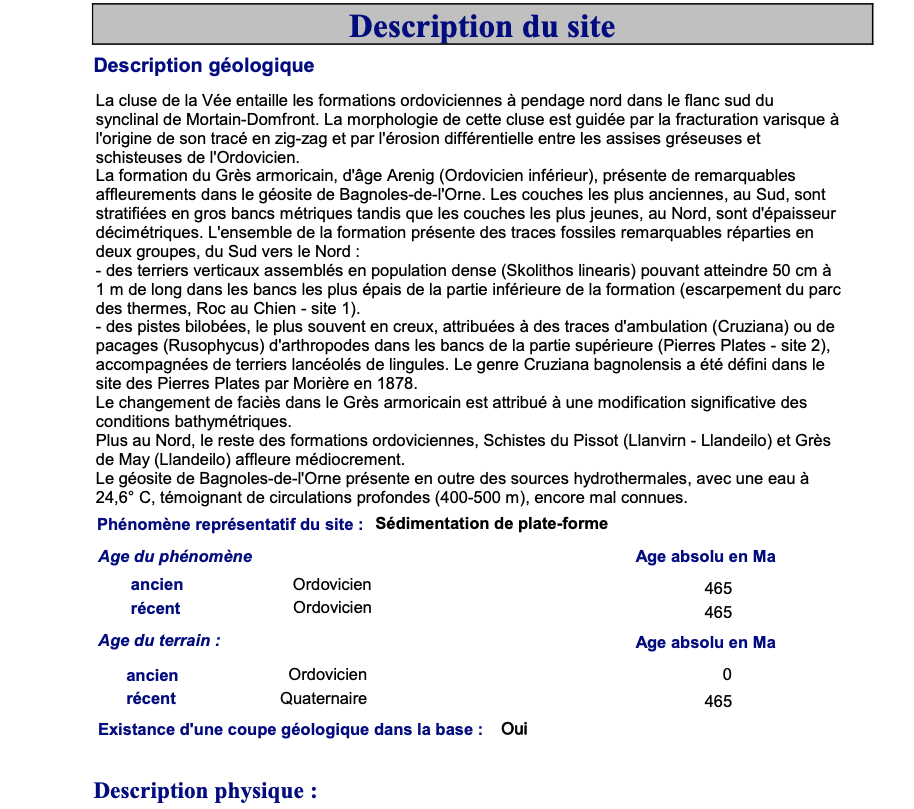 Description du site
Description géologique
La cluse de la Vée entaille les formations ordoviciennes à pendage nord dans le flanc sud du
synclinal de Mortain-Domfront. La morphologie de cette cluse est guidée par la fracturation varisque à
l'origine de son tracé en zig-zag et par l'érosion différentielle entre les assises gréseuses et
schisteuses de l'Ordovicien.
La formation du Grès armoricain, d'âge Arenig (Ordovicien inférieur), présente de remarquables
affleurements dans le géosite de Bagnoles-de-l'Orne. Les couches les plus anciennes, au Sud, sont
stratifiées en gros bancs métriques tandis que les couches les plus jeunes, au Nord, sont d'épaisseur
décimétriques. L'ensemble de la formation présente des traces fossiles remarquables réparties en
deux groupes, du Sud vers le Nord :
- des terriers verticaux assemblés en population dense (Skolithos linearis) pouvant atteindre 50 cm à
1 m de long dans les bancs les plus épais de la partie inférieure de la formation (escarpement du parc
des thermes, Roc au Chien - site 1).
- des pistes bilobées, le plus souvent en creux, attribuées à des traces d'ambulation (Cruziana) ou de
pacages (Rusophycus) d'arthropodes dans les bancs de la partie supérieure (Pierres Plates - site 2),
accompagnées de terriers lancéolés de lingules. Le genre Cruziana bagnolensis a été défini dans le
site des Pierres Plates par Morière en 1878.
Le changement de faciès dans le Grès armoricain est attribué à une modification significative des
conditions bathymétriques.
Plus au Nord, le reste des formations ordoviciennes, Schistes du Pissot (Llanvirn - Llandeilo) et Grès
de May (Llandeilo) affleure médiocrement.
Le géosite de Bagnoles-de-l'Orne présente en outre des sources hydrothermales, avec une eau à
24,6° C, témoignant de circulations profondes (400-500 m), encore mal connues.
Phénomène représentatif du site : Sédimentation de plate-forme
Age du phénomène Age absolu en Ma
ancien Ordovicien 465
récent Ordovicien 465
Age du terrain : Age absolu en Ma
ancien Ordovicien 0
récent Quaternaire 465
Existance d'une coupe géologique dans la base : Oui
Description physique :